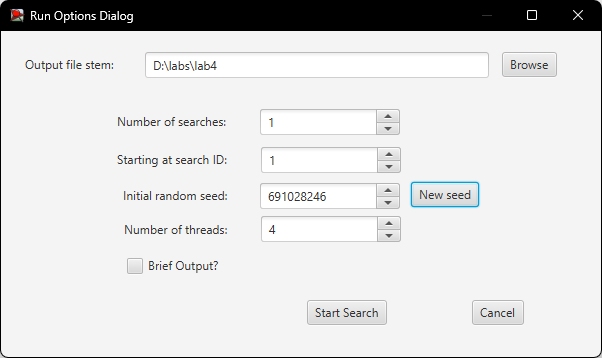 Run Options Dialog
Output file stem: D:\labs\lab4 Browse
Number of searches: 1
Starting at search ID: 1
Initial random seed: 691028246 New seed
Number of threads: 4
Brief Output?
Start Search Cancel